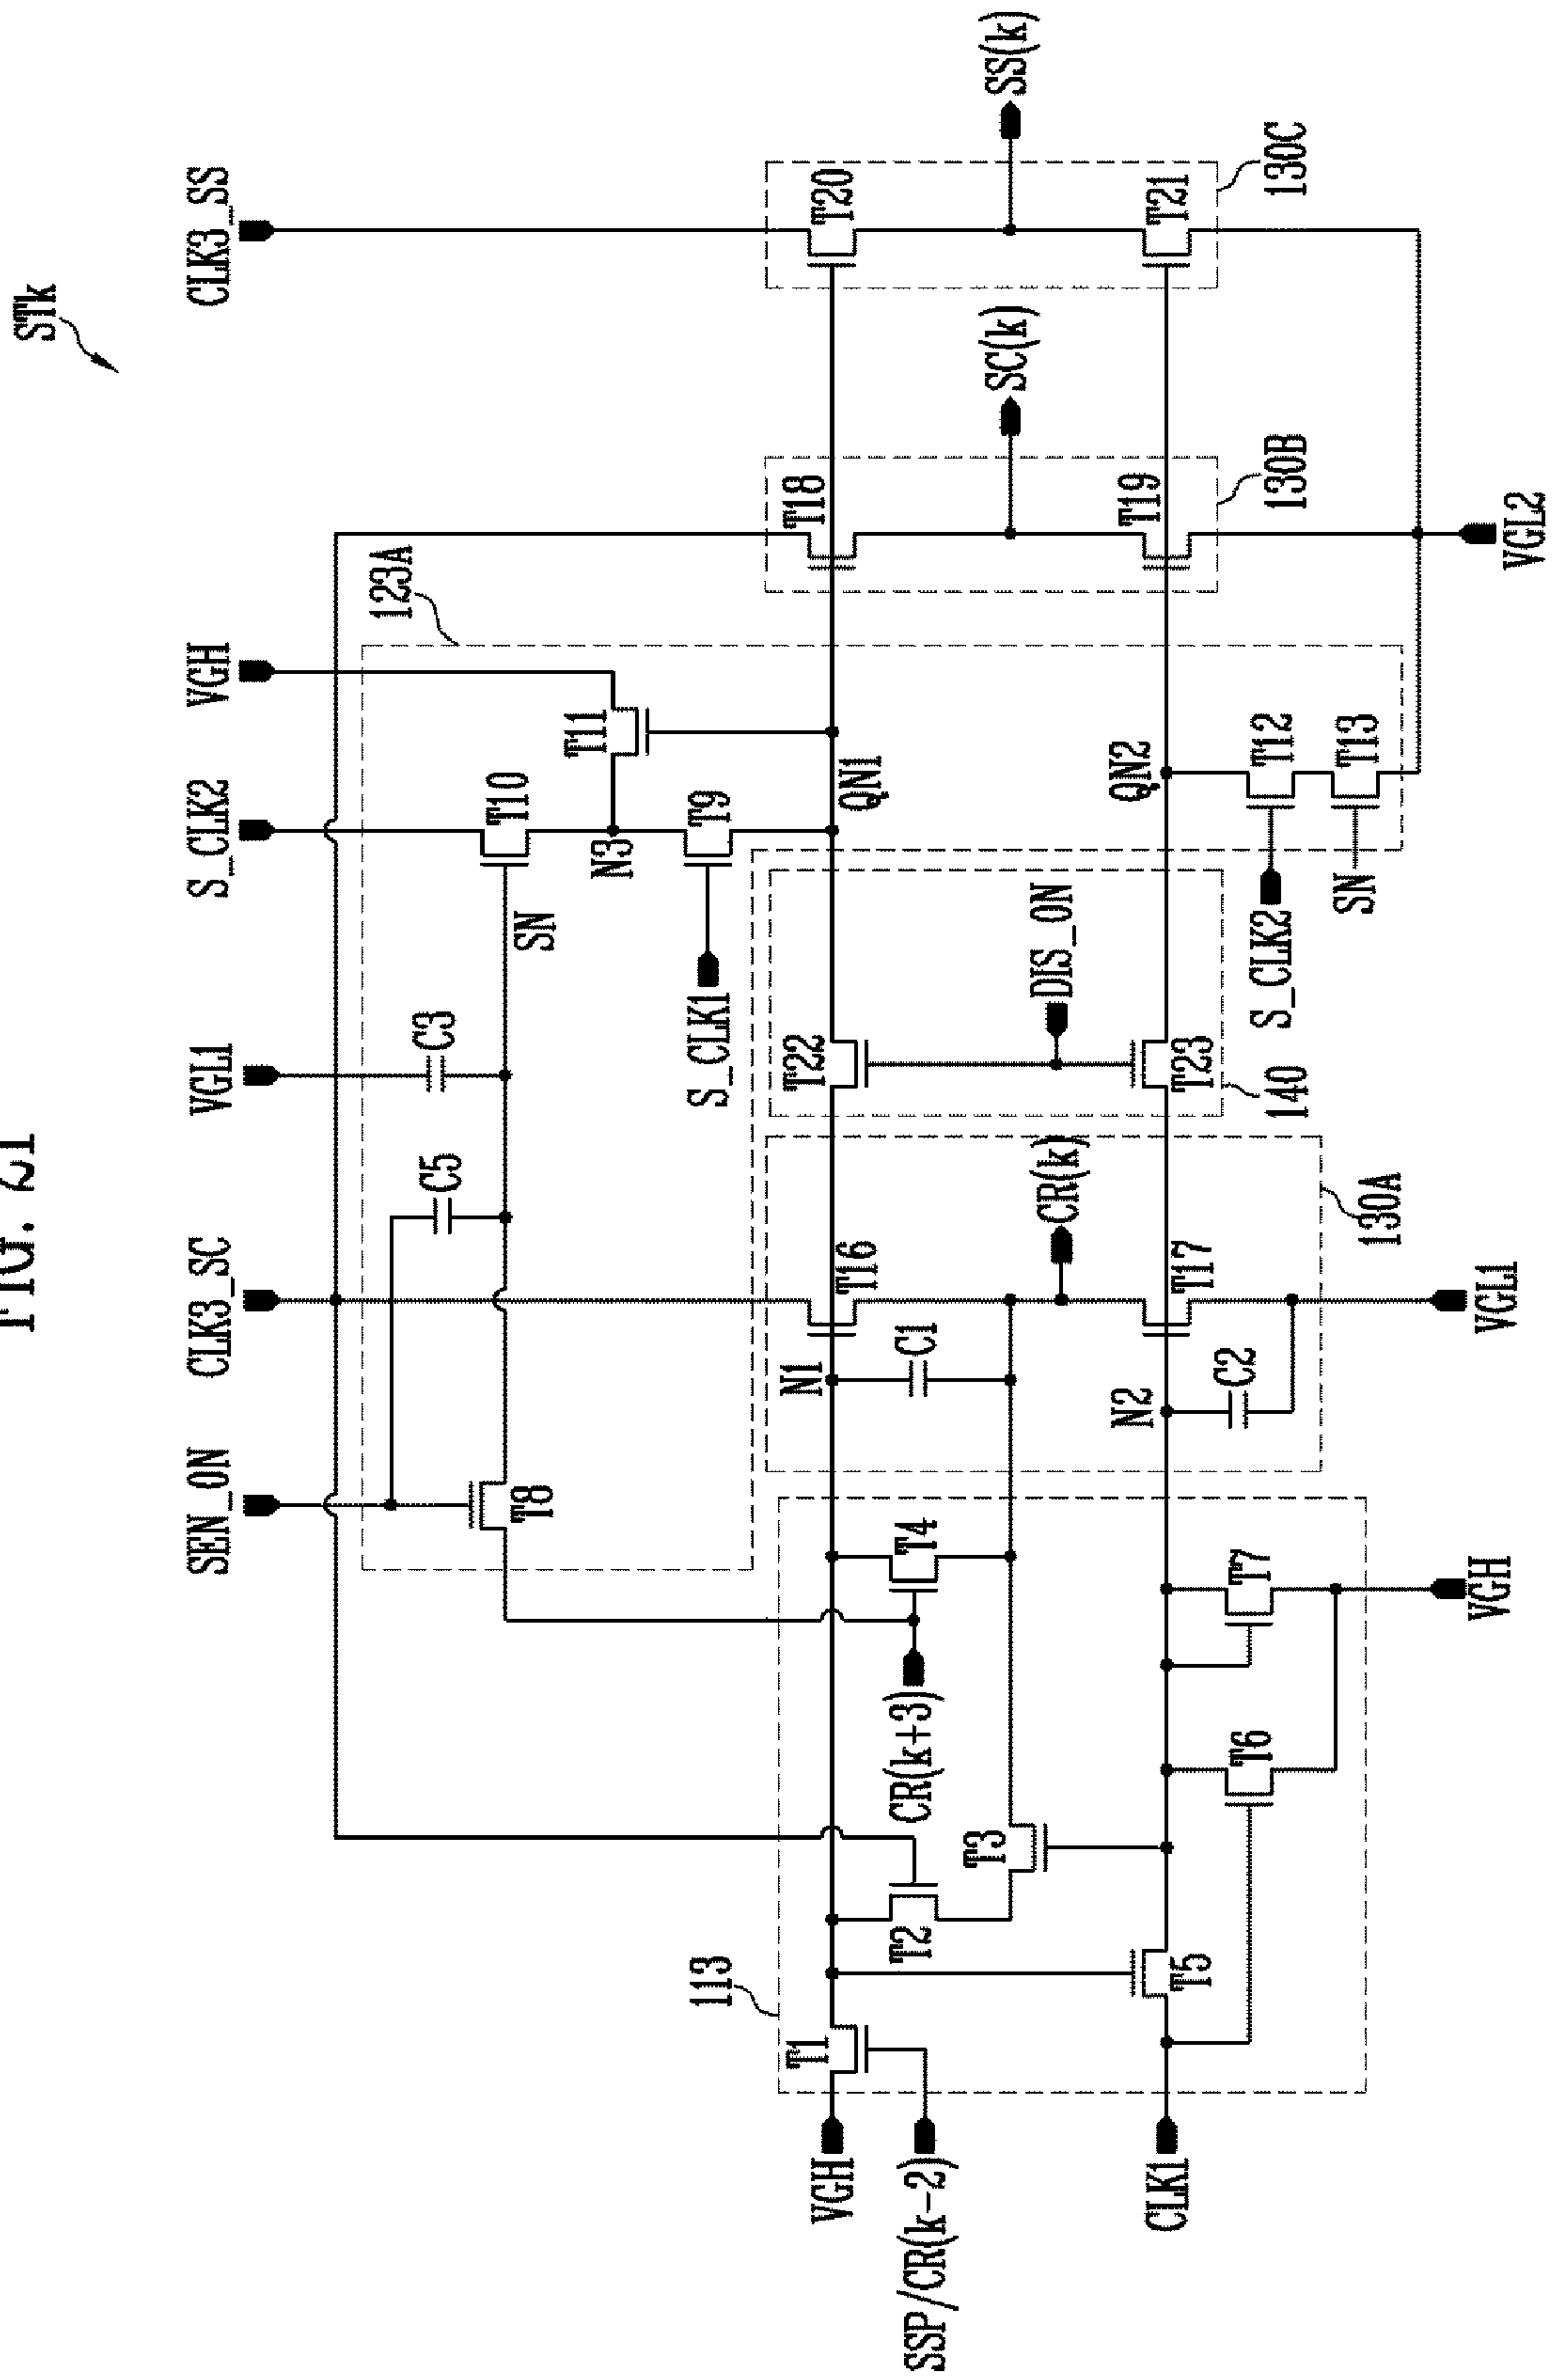 FIG. 21
STk
SEN_ON
CLK3_SC
VGL1
S_CLK2
VGH
CLK3_SS
123A
C5
C3
T8
SN
T10
N3
T11
T9
S_CLK1
113
VGH
T1
SSP/CR(k-2)
T2
CR(k+3)
T4
T3
N1
C1
T16
CR(k)
T22
DIS_ON
QN1
T18
SC(k)
T20
SS(k)
CLK1
T5
T6
T7
VGH
N2
C2
T17
VGL1
130A
T23
140
QN2
S_CLK2
T12
SN
T13
T19
130B
VGL2
T21
130C